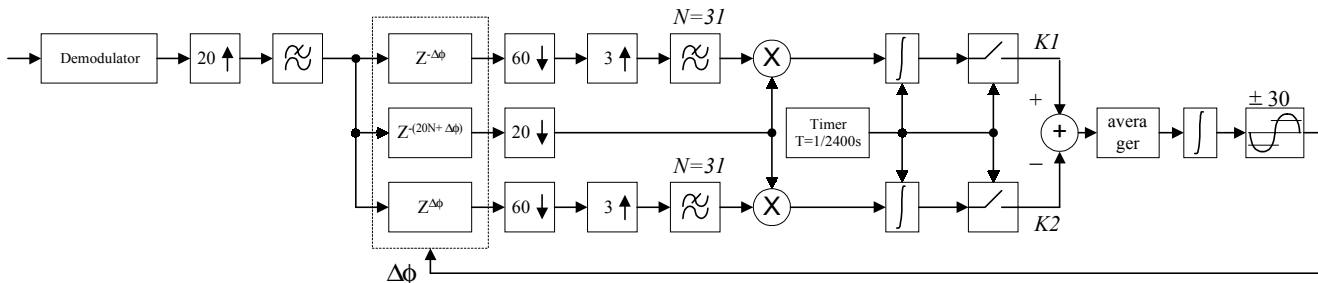 N=31
± 30
K1
Demodulator
20
Z-Δϕ
60
3
X
+
Z-(20N+ Δϕ)
20
Timer
T=1/2400s
+
avera
ger
−
N=31
ZΔϕ
60
3
X
K2
Δϕ